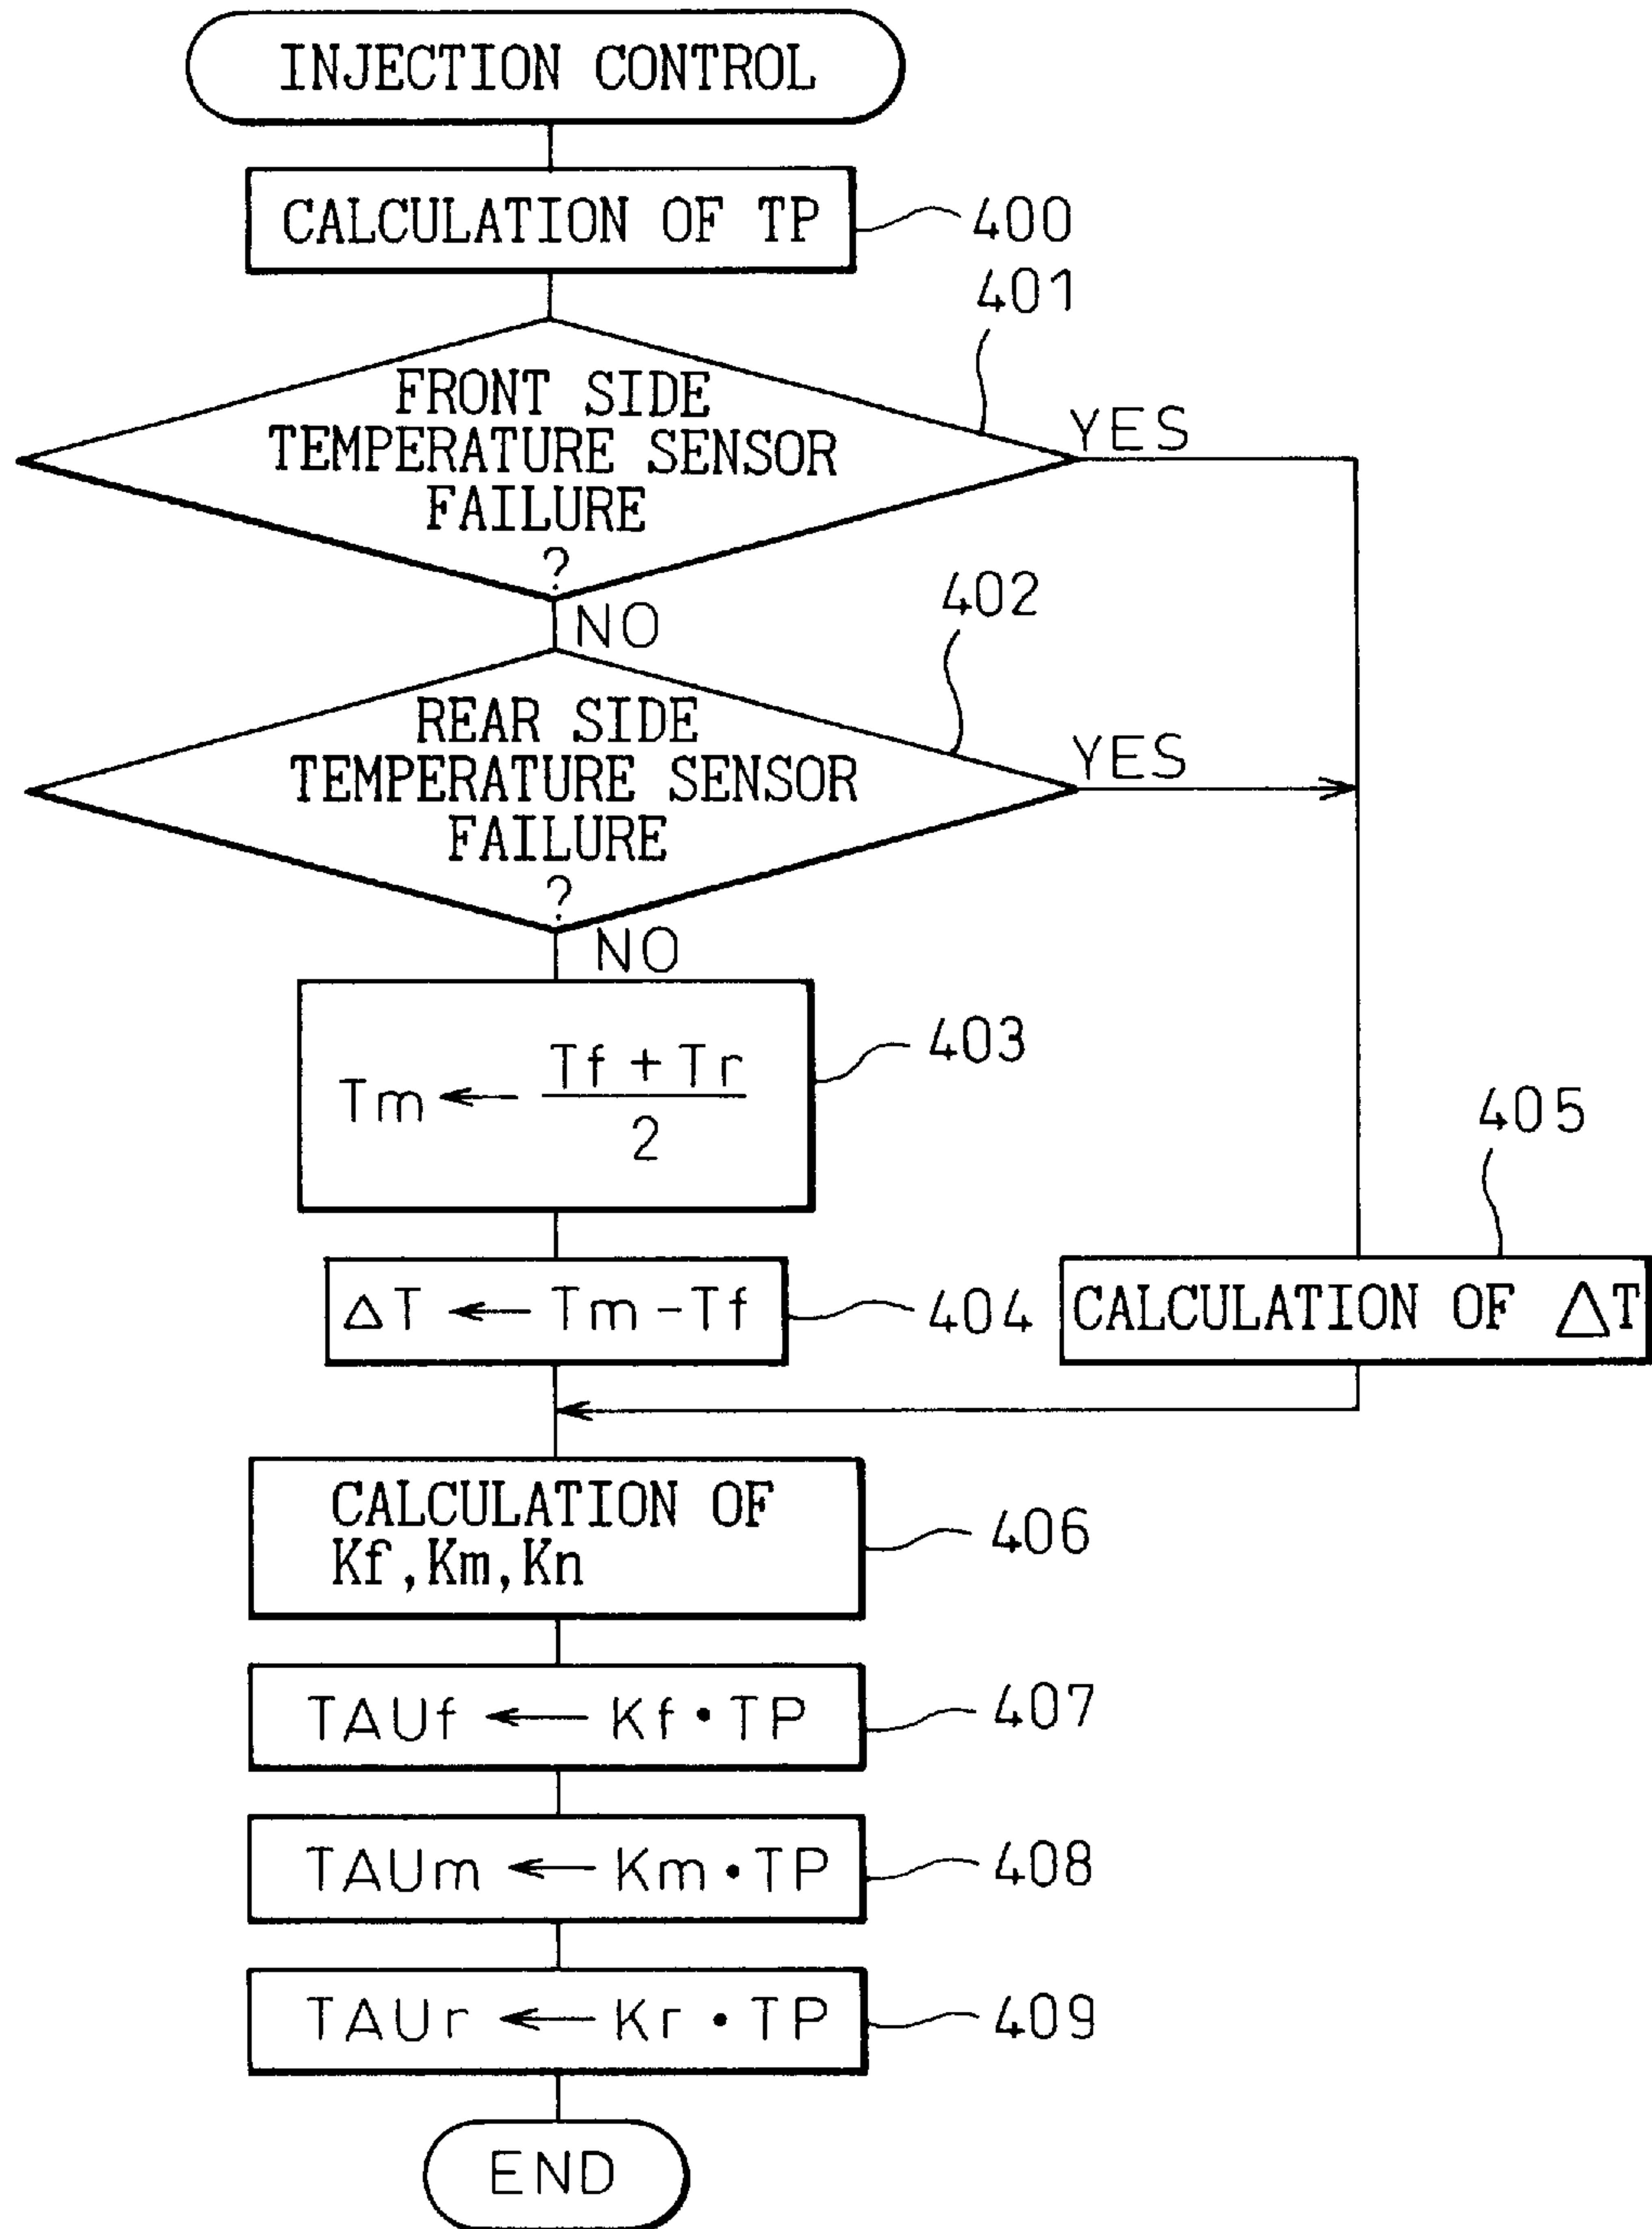 INJECTION CONTROL
CALCULATION OF TP
400
401
FRONT SIDE
TEMPERATURE SENSOR
FAILURE
?
YES
NO
402
REAR SIDE
TEMPERATURE SENSOR
FAILURE
?
YES
NO
403
Tm ← Tf + Tr / 2
405
ΔT ← Tm - Tf
404
CALCULATION OF ΔT
CALCULATION OF
Kf,Km,Kn
406
TAUf ← Kf・TP
407
TAUm ← Km・TP
408
TAUr ← Kr・TP
409
END